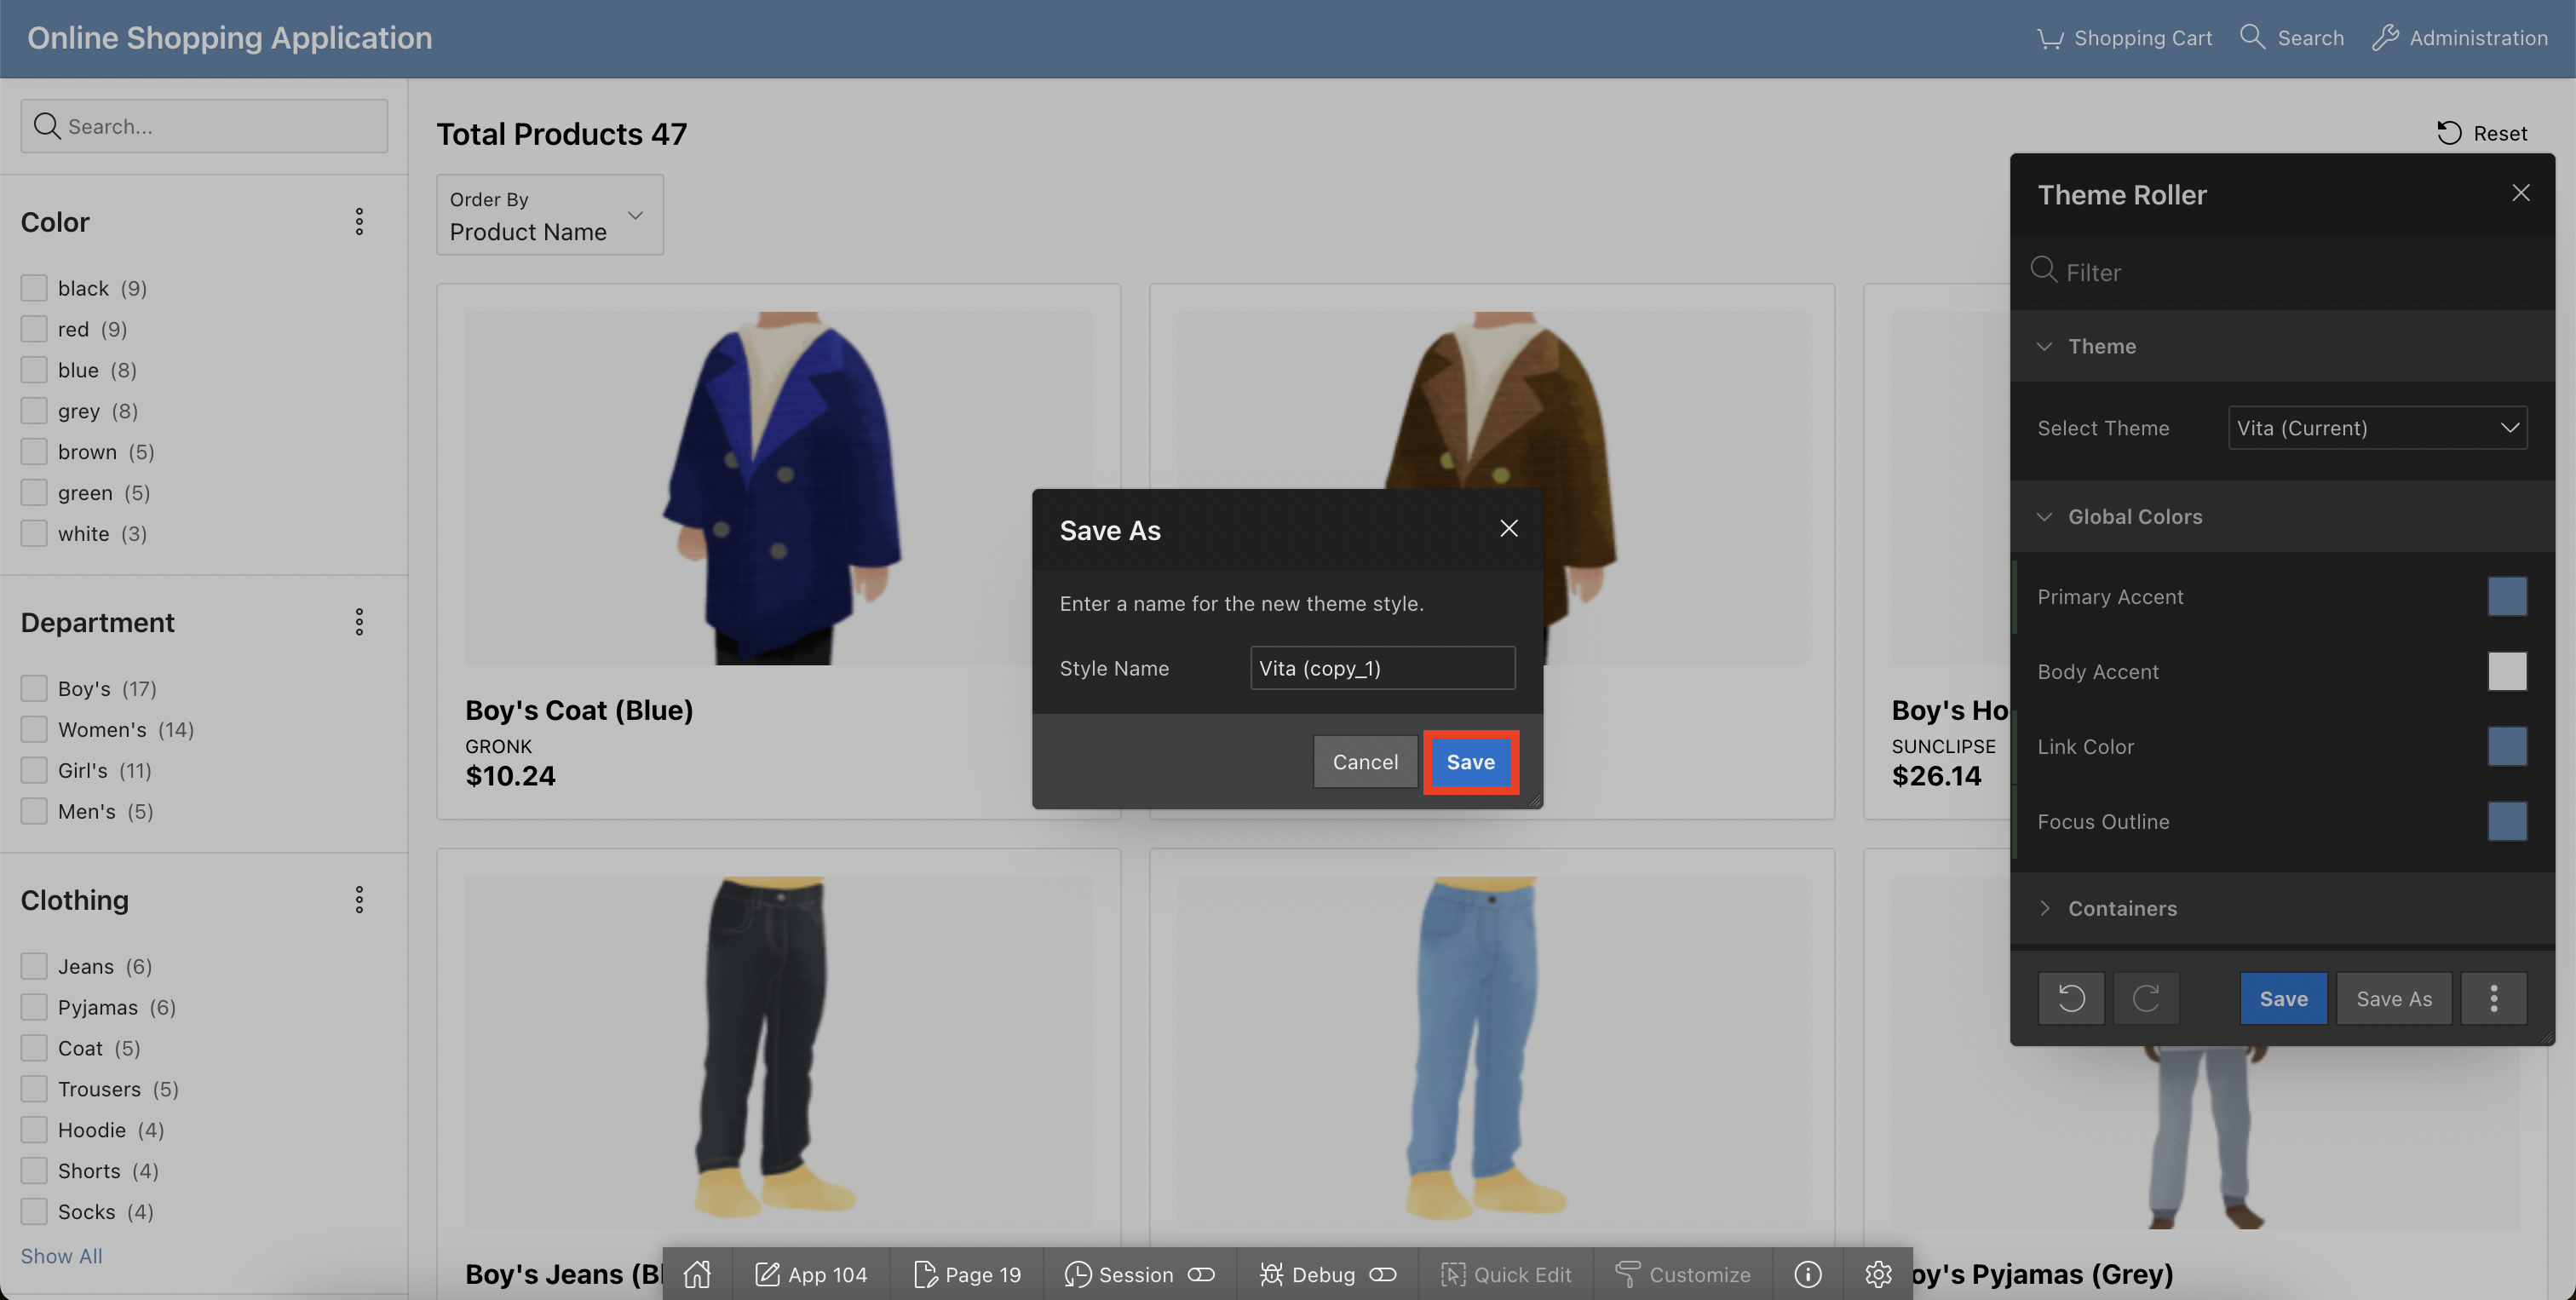 Online Shopping Application
Shopping Cart
Search
Administration
Search...
Color
black (9)
red (9)
blue (8)
grey (8)
brown (5)
green (5)
white (3)
Department
Boy's (17)
Women's (14)
Girl's (11)
Men's (5)
Clothing
Jeans (6)
Pyjamas (6)
Coat (5)
Trousers (5)
Hoodie (4)
Shorts (4)
Socks (4)
Show All
Total Products 47
Reset
Order By
Product Name
Boy's Coat (Blue)
GRONK
$10.24
Boy's Ho
SUNCLIPSE
$26.14
Boy's Jeans (Bl
oy's Pyjamas (Grey)
Save As
Enter a name for the new theme style.
Style Name
Vita (copy_1)
Cancel
Save
Theme Roller
Filter
Theme
Select Theme
Vita (Current)
Global Colors
Primary Accent
Body Accent
Link Color
Focus Outline
Containers
Save
Save As
App 104
Page 19
Session
Debug
Quick Edit
Customize